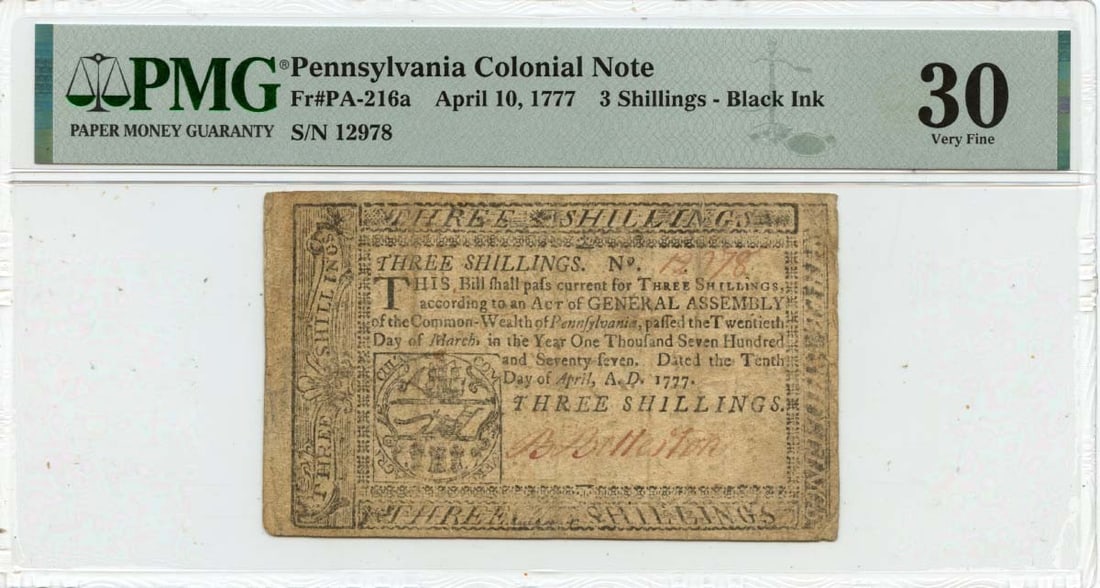 PMG® Pennsylvania Colonial Note
Fr#PA-216a April 10, 1777 3 Shillings - Black Ink
PAPER MONEY GUARANTY S/N 12978
30
Very Fine
THREE SHILLINGS
THREE SHILLINGS. No. 12978
THIS Bill ſhall paſs current for THREE SHILLINGS,
according to an ACT of GENERAL ASSEMBLY
of the Common-Wealth of Pennſylvania, paſſed the Twentieth
Day of March, in the Year One Thouſand Seven Hundred
and Seventy-ſeven. Dated the Tenth
Day of April, A. D. 1777.
THREE SHILLINGS.
THREE SHILLINGS
THREE SHILLINGS